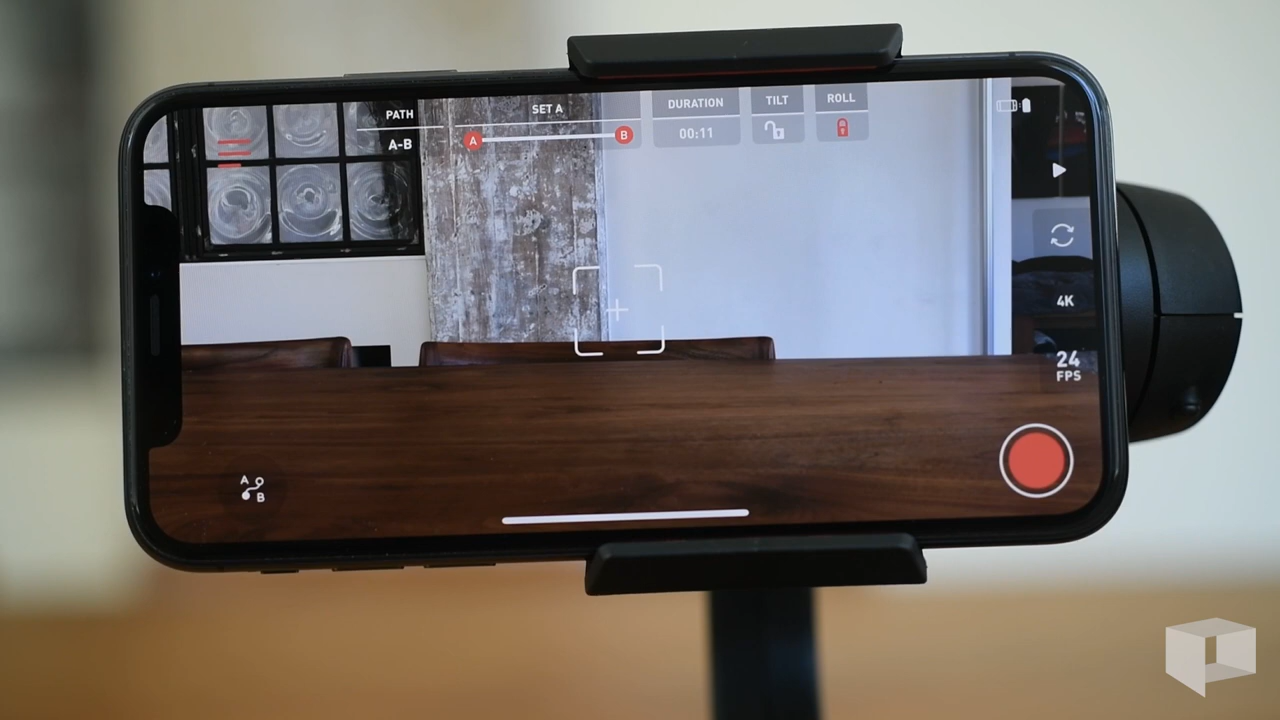 PATH
A-B
SET A
A
B
DURATION
00:11
TILT
ROLL
4K
24
FPS
A
B